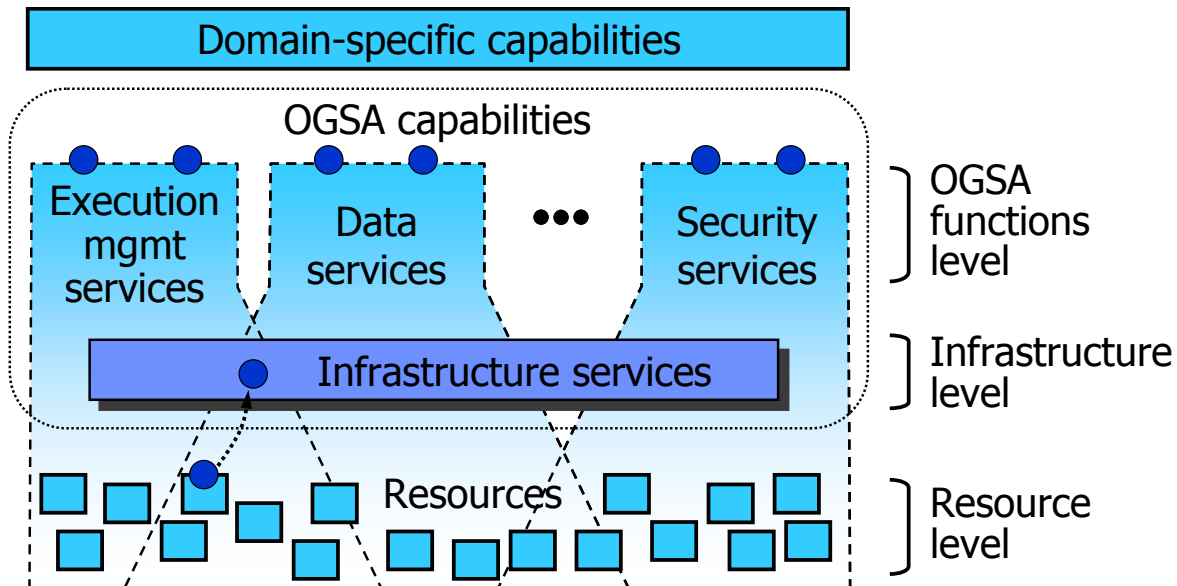 Domain-specific capabilities
OGSA capabilities
Execution
mgmt
services
Data
services
•••
Security
services
OGSA
functions
level
Infrastructure services
Infrastructure
level
Resources
Resource
level